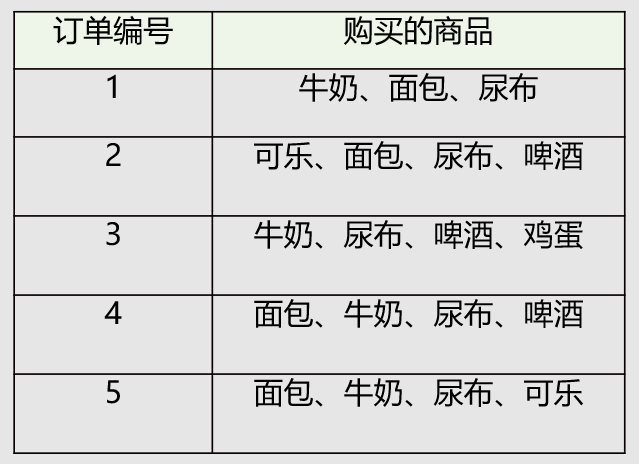 订单编号 购买的商品
1 牛奶、面包、尿布
2 可乐、面包、尿布、啤酒
3 牛奶、尿布、啤酒、鸡蛋
4 面包、牛奶、尿布、啤酒
5 面包、牛奶、尿布、可乐